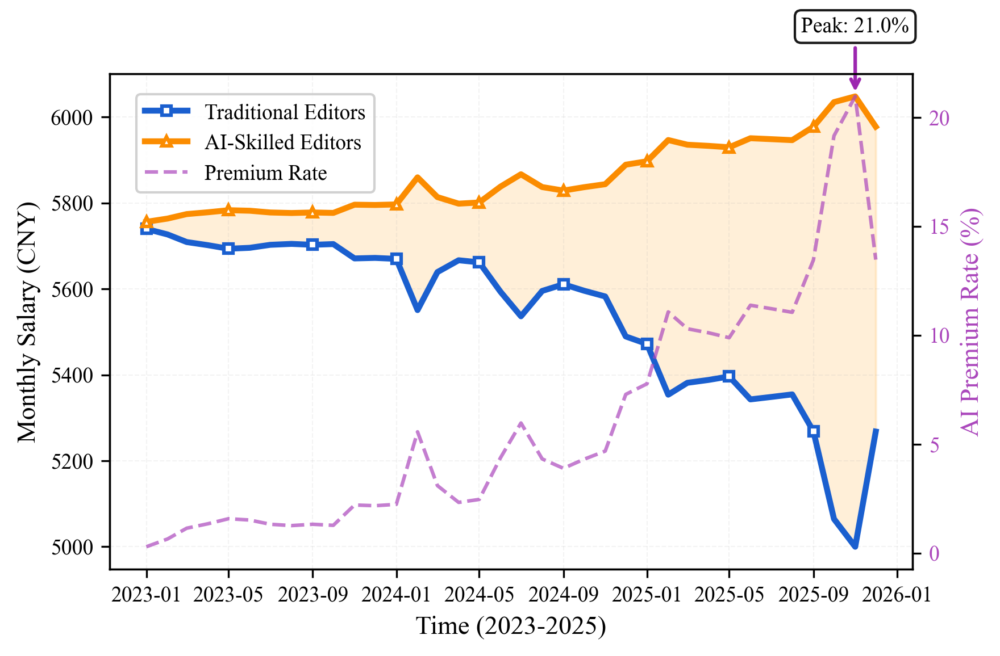 Peak: 21.0%
Traditional Editors
AI-Skilled Editors
Premium Rate
Monthly Salary (CNY)
6000
5800
5600
5400
5200
5000
AI Premium Rate (%)
20
15
10
5
0
2023-01 2023-05 2023-09 2024-01 2024-05 2024-09 2025-01 2025-05 2025-09 2026-01
Time (2023-2025)